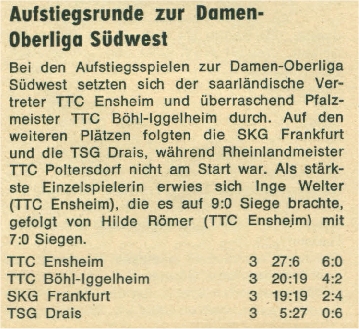 Aufstiegsrunde zur Damen-
Oberliga Südwest
Bei den Aufstiegsspielen zur Damen-Oberliga
Südwest setzten sich der saarländische Ver-
treter TTC Ensheim und überraschend Pfalz-
meister TTC Böhl-Iggelheim durch. Auf den
weiteren Plätzen folgten die SKG Frankfurt
und die TSG Drais, während Rheinlandmeister
TTC Poltersdorf nicht am Start war. Als stärk-
ste Einzelspielerin erwies sich Inge Welter
(TTC Ensheim), die es auf 9:0 Siege brachte,
gefolgt von Hilde Römer (TTC Ensheim) mit
7:0 Siegen.
TTC Ensheim 3 27:6 6:0
TTC Böhl-Iggelheim 3 20:19 4:2
SKG Frankfurt 3 19:19 2:4
TSG Drais 3 5:27 0:6